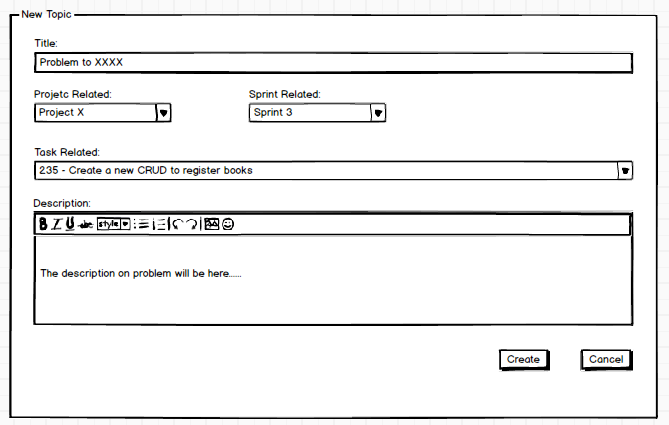 New Topic
Title:
Problem to XXXX
Projetc Related: Sprint Related:
Project X Sprint 3
Task Related:
235 - Create a new CRUD to register books
Description:
B I U abc style
The description on problem will be here.....
Create Cancel